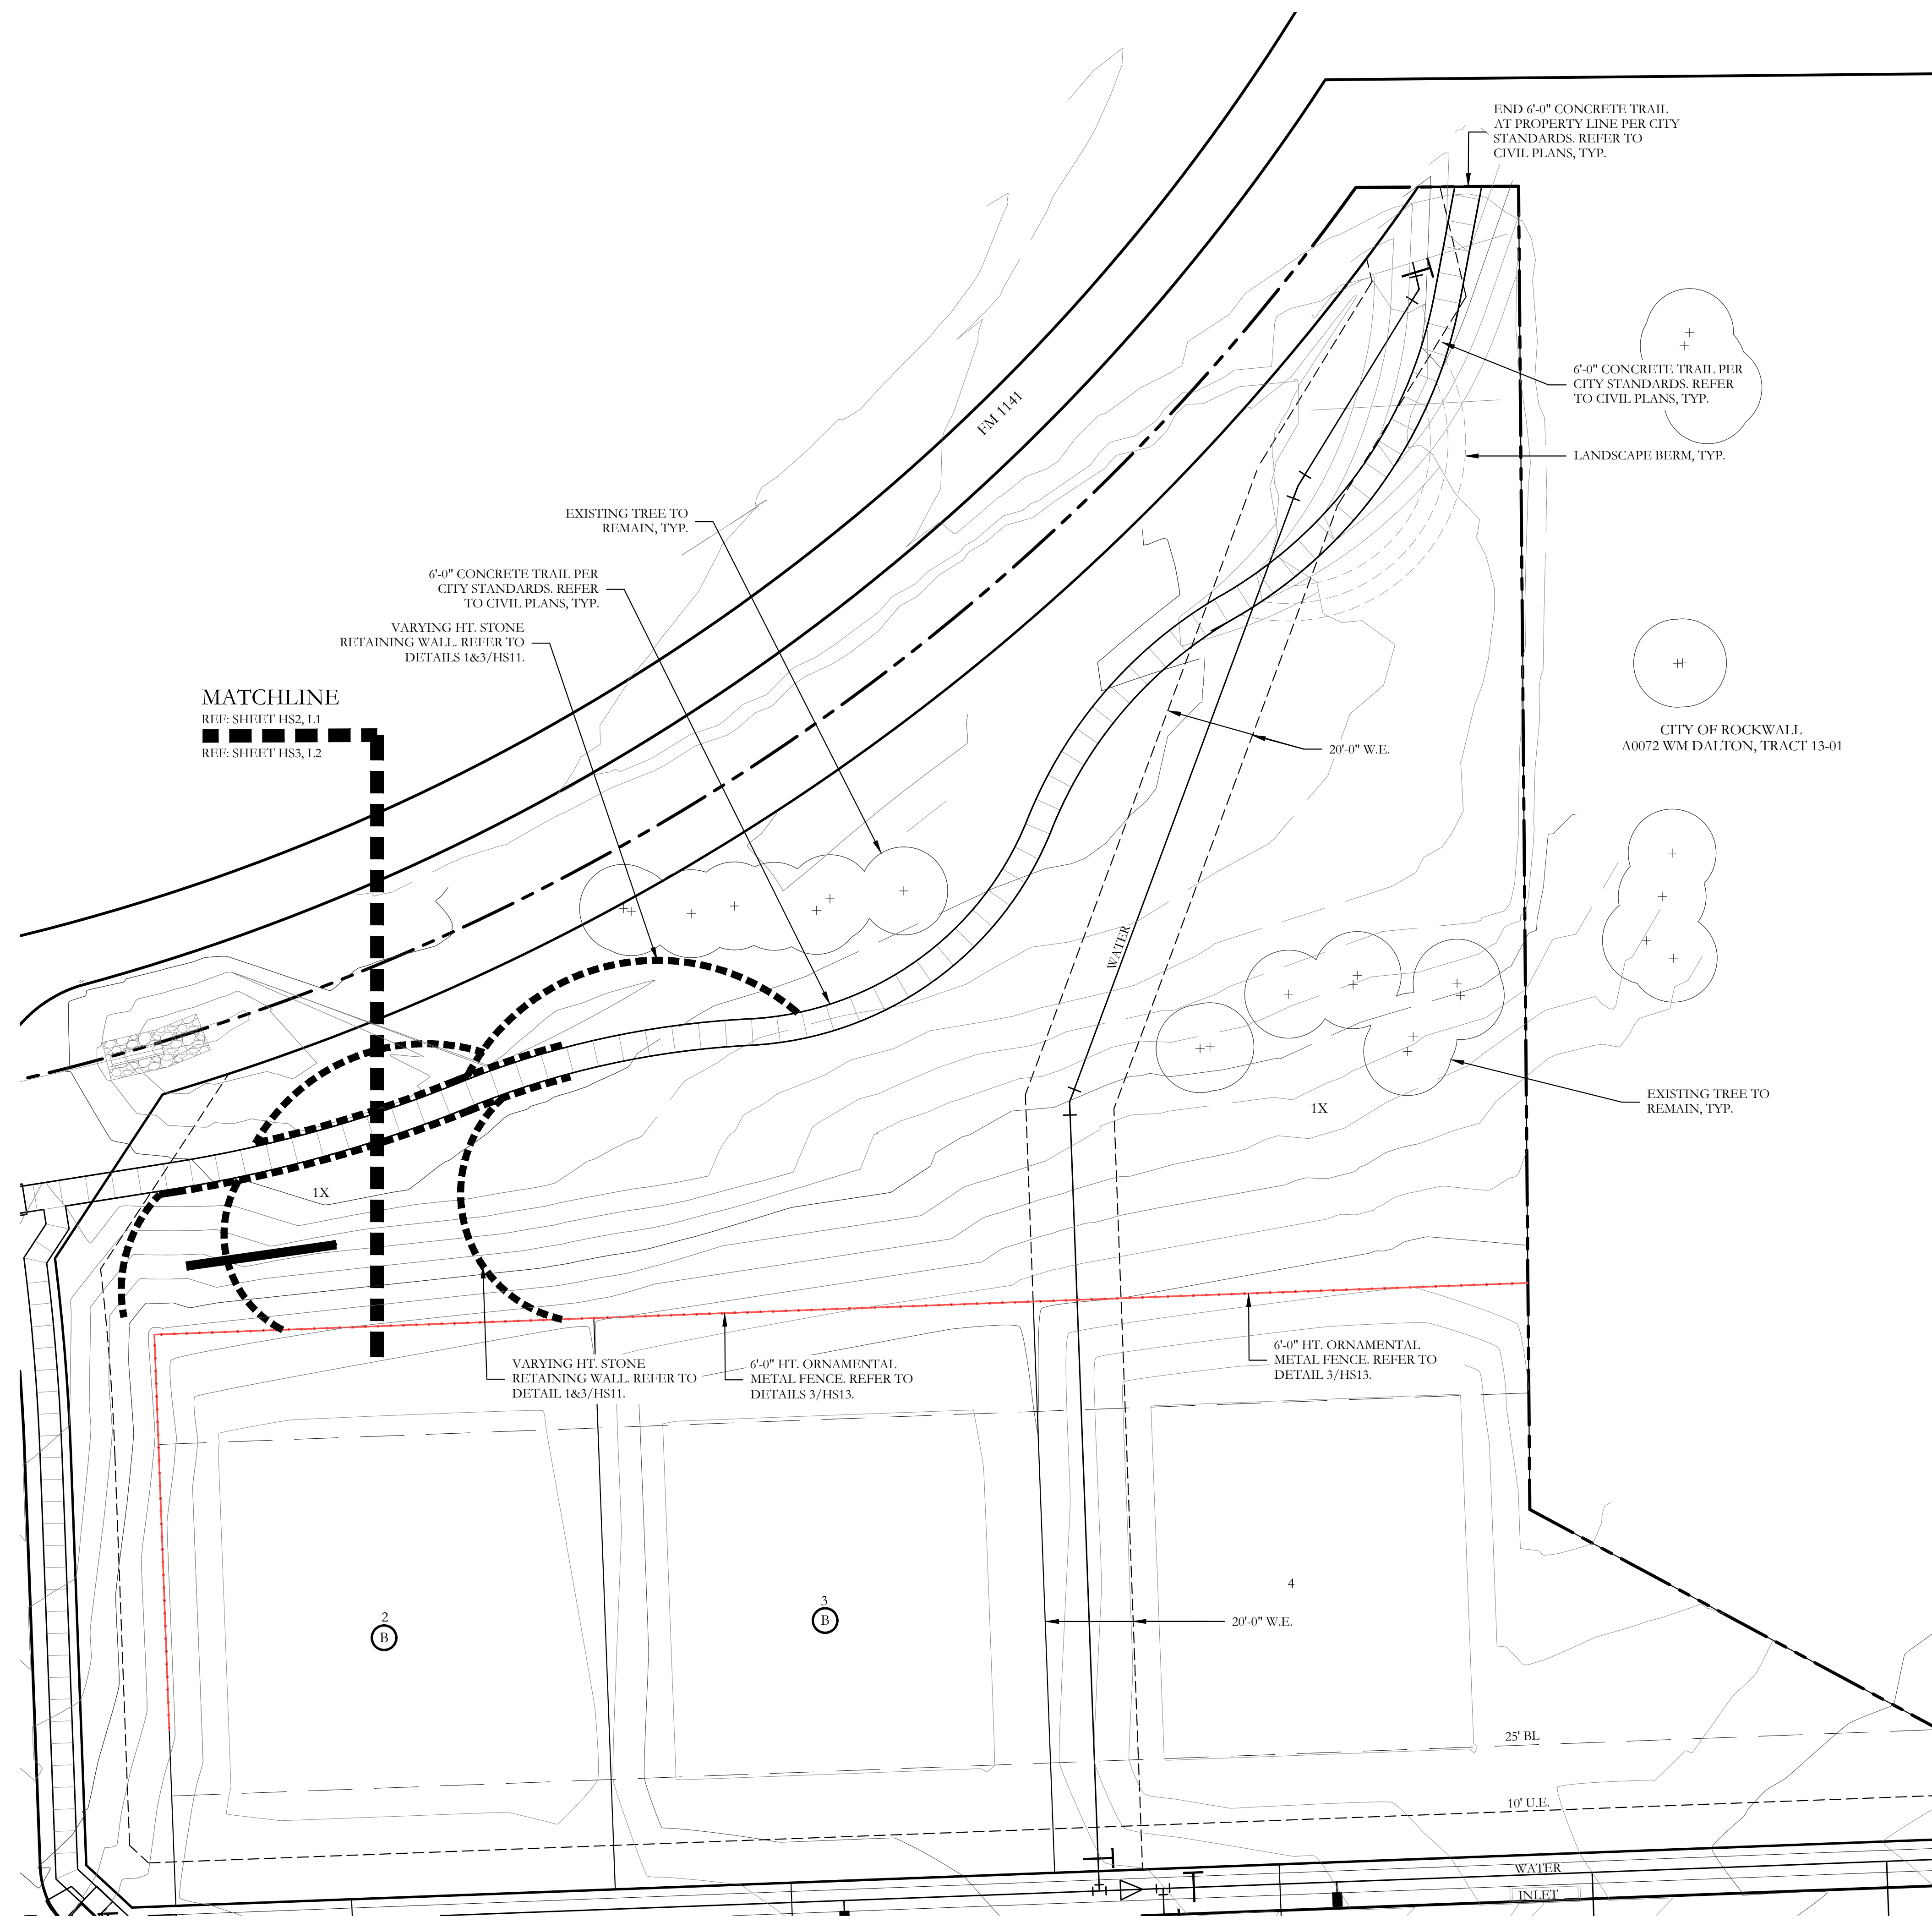 END 6'-0" CONCRETE TRAIL
AT PROPERTY LINE PER CITY
STANDARDS. REFER TO
CIVIL PLANS, TYP.
FM 1141
6'-0" CONCRETE TRAIL PER
CITY STANDARDS. REFER
TO CIVIL PLANS, TYP.
LANDSCAPE BERM, TYP.
EXISTING TREE TO
REMAIN, TYP.
6'-0" CONCRETE TRAIL PER
CITY STANDARDS. REFER
TO CIVIL PLANS, TYP.
VARYING HT. STONE
RETAINING WALL. REFER TO
DETAILS 1&3/HS11.
MATCHLINE
REF: SHEET HS2, L1
REF: SHEET HS3, L2
CITY OF ROCKWALL
A0072 WM DALTON, TRACT 13-01
20'-0" W.E.
WATER
EXISTING TREE TO
REMAIN, TYP.
1X
1X
VARYING HT. STONE
RETAINING WALL. REFER TO
DETAIL 1&3/HS11.
6'-0" HT. ORNAMENTAL
METAL FENCE. REFER TO
DETAILS 3/HS13.
6'-0" HT. ORNAMENTAL
METAL FENCE. REFER TO
DETAIL 3/HS13.
2
B
3
B
4
20'-0" W.E.
25' BL
10' U.E.
WATER
INLET